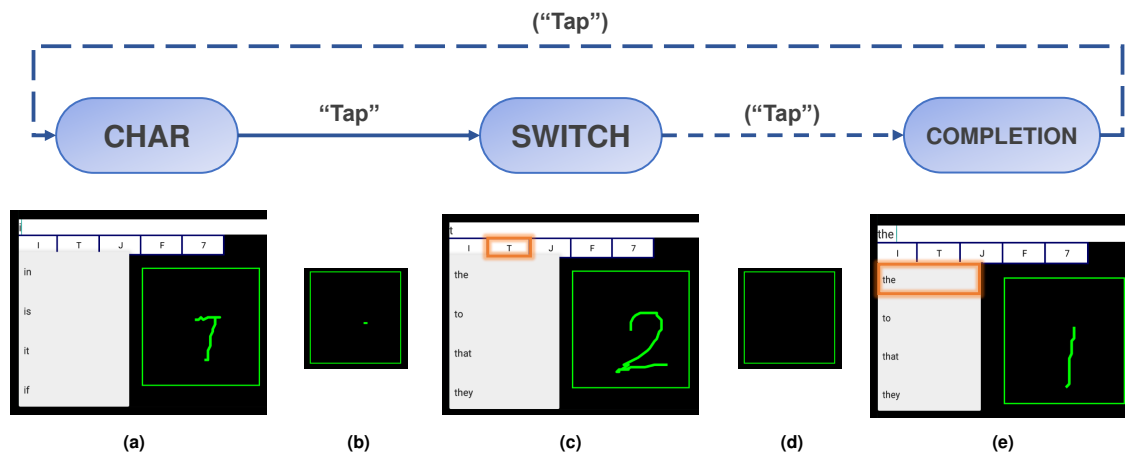 (“Tap”)
CHAR
“Tap”
SWITCH
(“Tap”)
COMPLETION
i
I T J F 7
in
is
it
if
7
(a)
(b)
t
I T J F 7
the
to
that
they
2
(c)
(d)
the
I T J F 7
the
to
that
they
1
(e)